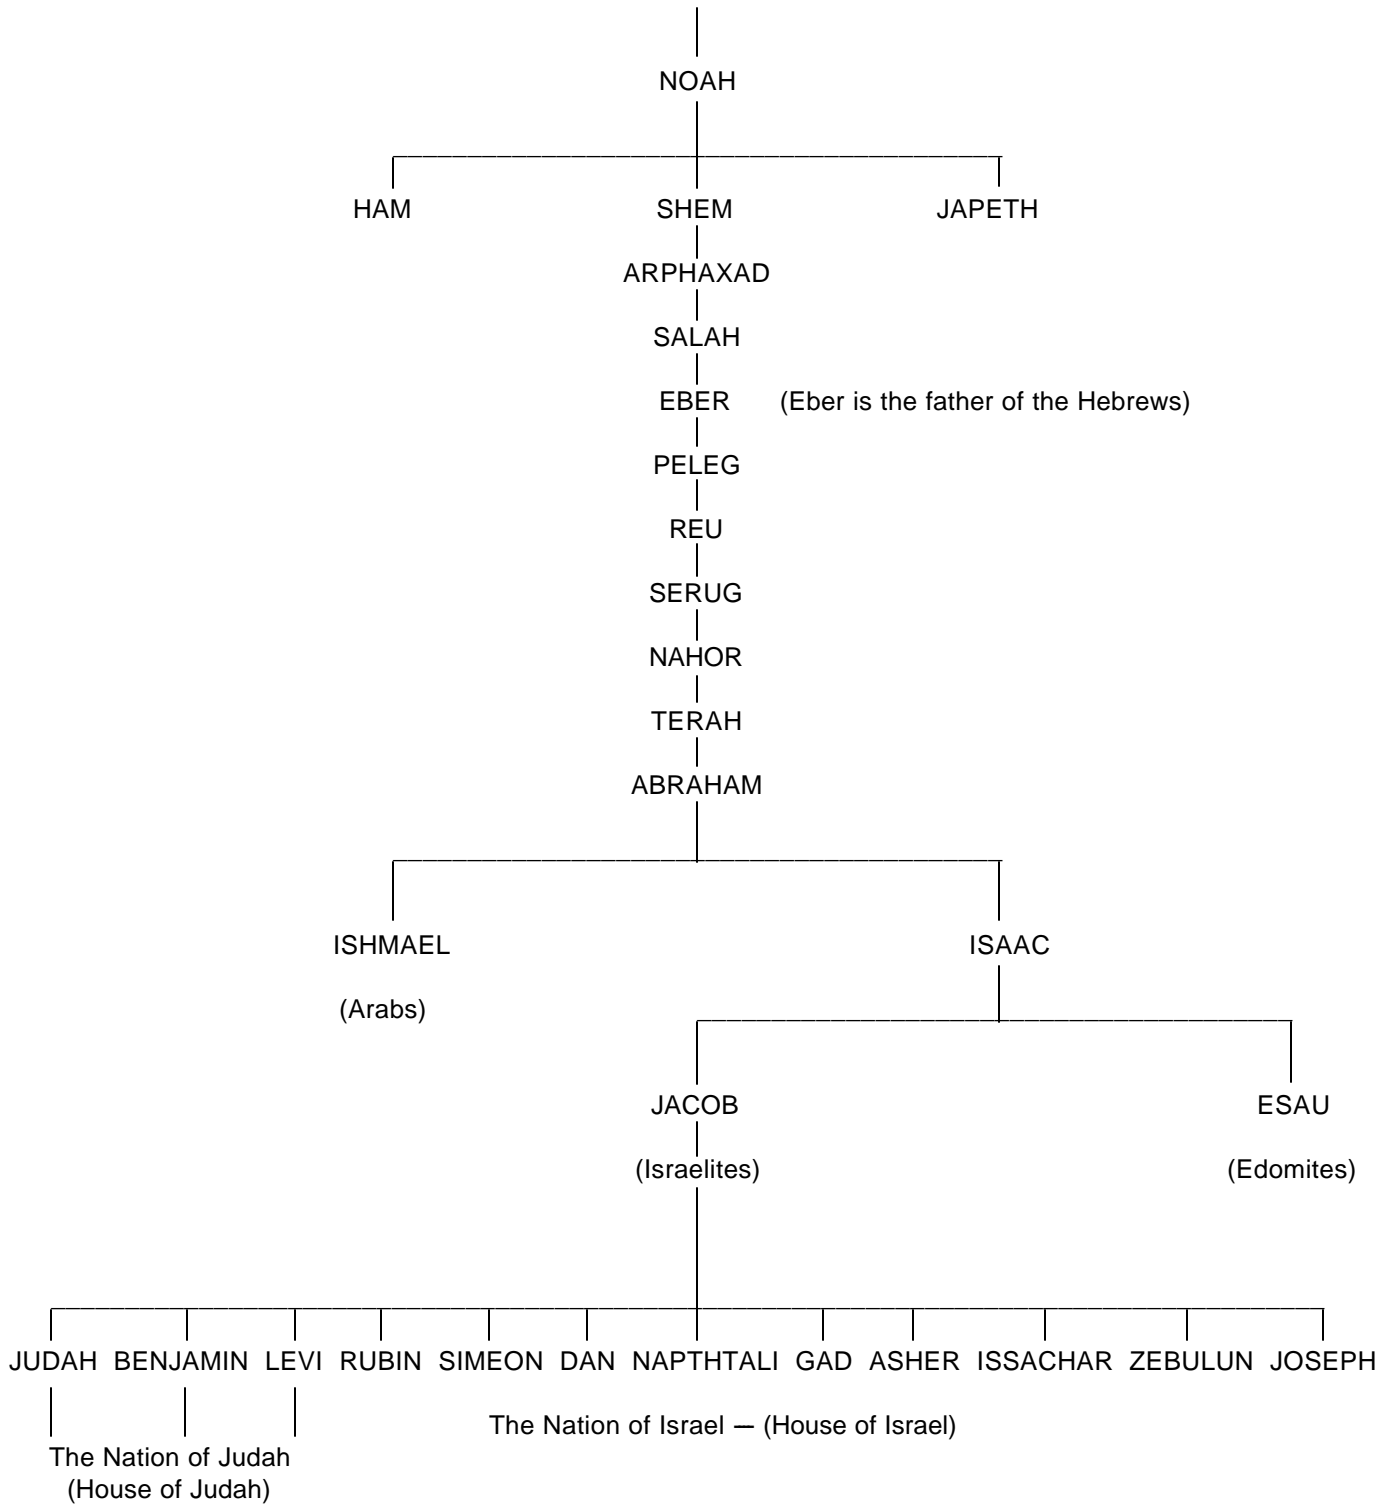 NOAH
HAM SHEM JAPETH
ARPHAXAD
SALAH
EBER (Eber is the father of the Hebrews)
PELEG
REU
SERUG
NAHOR
TERAH
ABRAHAM
ISHMAEL ISAAC
(Arabs)
JACOB ESAU
(Israelites) (Edomites)
JUDAH BENJAMIN LEVI RUBIN SIMEON DAN NAPTHTALI GAD ASHER ISSACHAR ZEBULUN JOSEPH
The Nation of Israel — (House of Israel)
The Nation of Judah
(House of Judah)